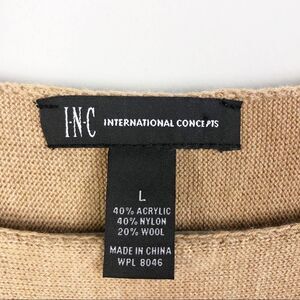 I·N·C INTERNATIONAL CONCEPTS
L
40% ACRYLIC
40% NYLON
20% WOOL
MADE IN CHINA
WPL 8046